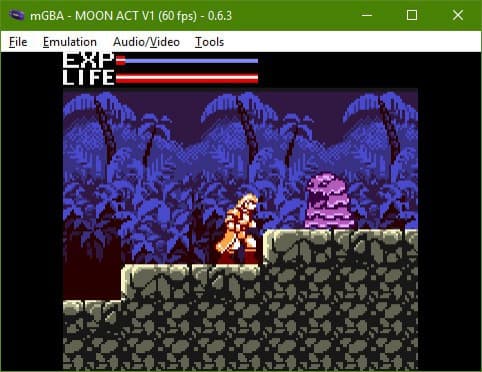 mGBA - MOON ACT V1 (60 fps) - 0.6.3
File Emulation Audio/Video Tools
EXP
LIFE